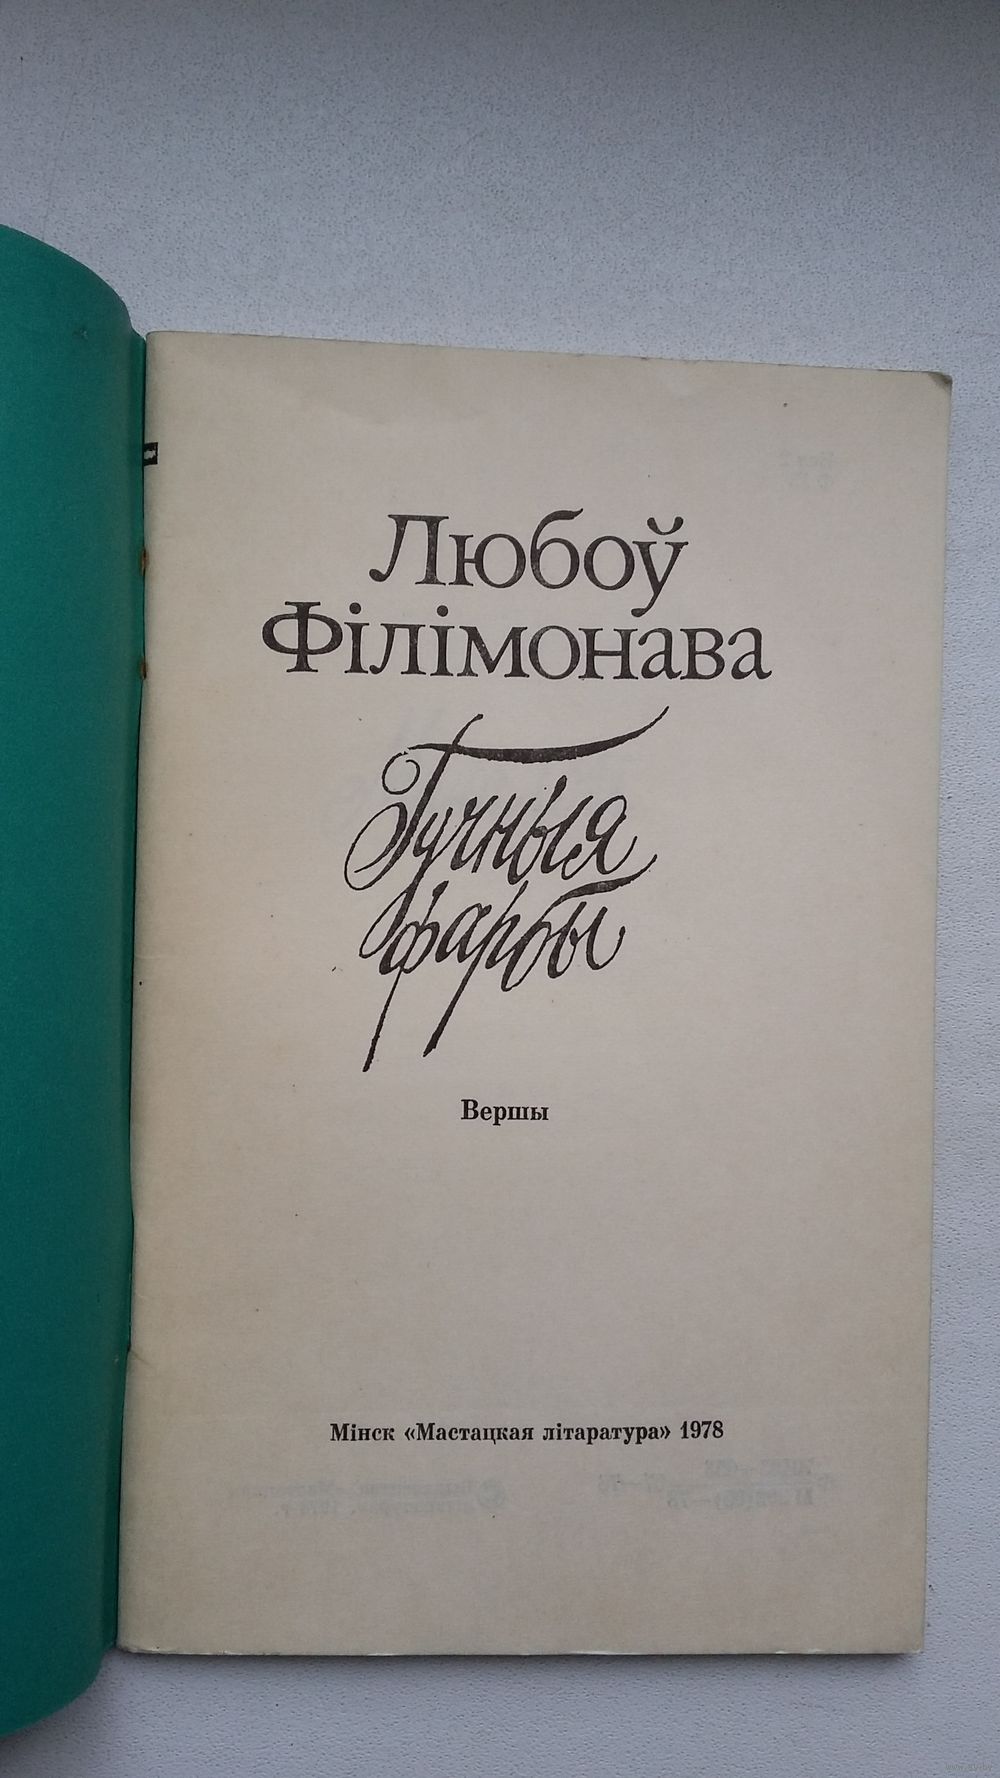 Любоў
Філімонава
Гучныя
фарбы
Вершы
Мінск «Мастацкая літаратура» 1978